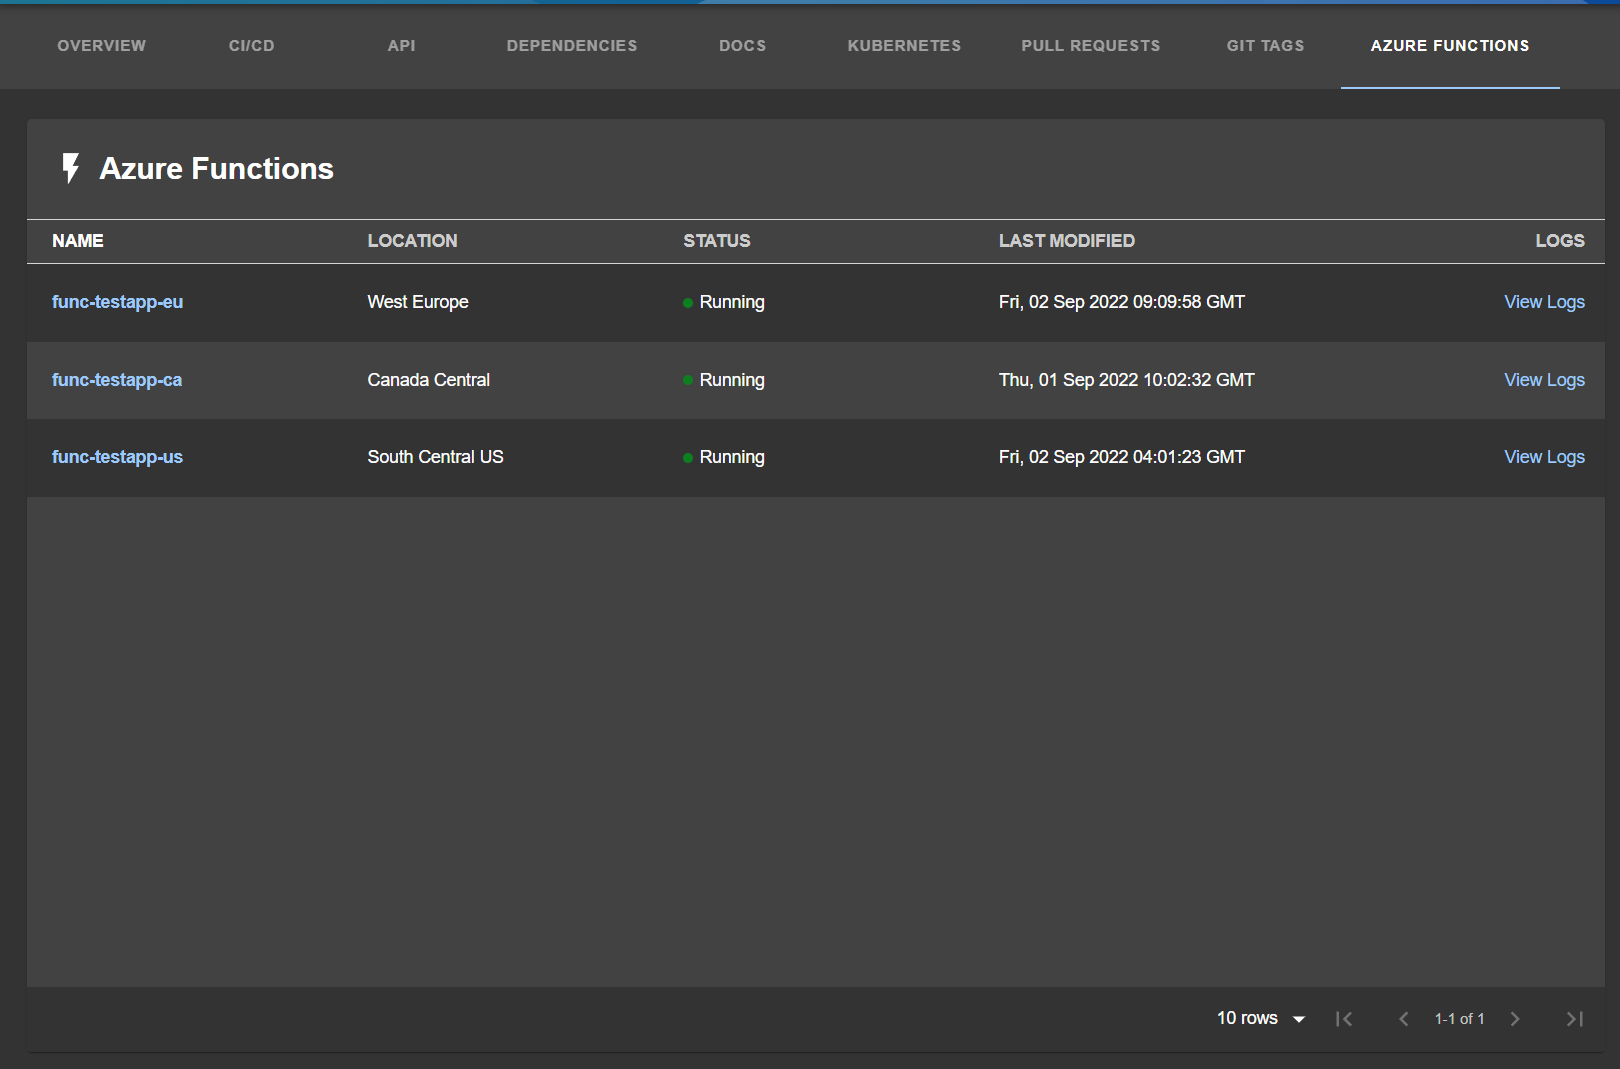 OVERVIEW CI/CD API DEPENDENCIES DOCS KUBERNETES PULL REQUESTS GIT TAGS AZURE FUNCTIONS
Azure Functions
NAME LOCATION STATUS LAST MODIFIED LOGS
func-testapp-eu West Europe Running Fri, 02 Sep 2022 09:09:58 GMT View Logs
func-testapp-ca Canada Central Running Thu, 01 Sep 2022 10:02:32 GMT View Logs
func-testapp-us South Central US Running Fri, 02 Sep 2022 04:01:23 GMT View Logs
10 rows 1-1 of 1